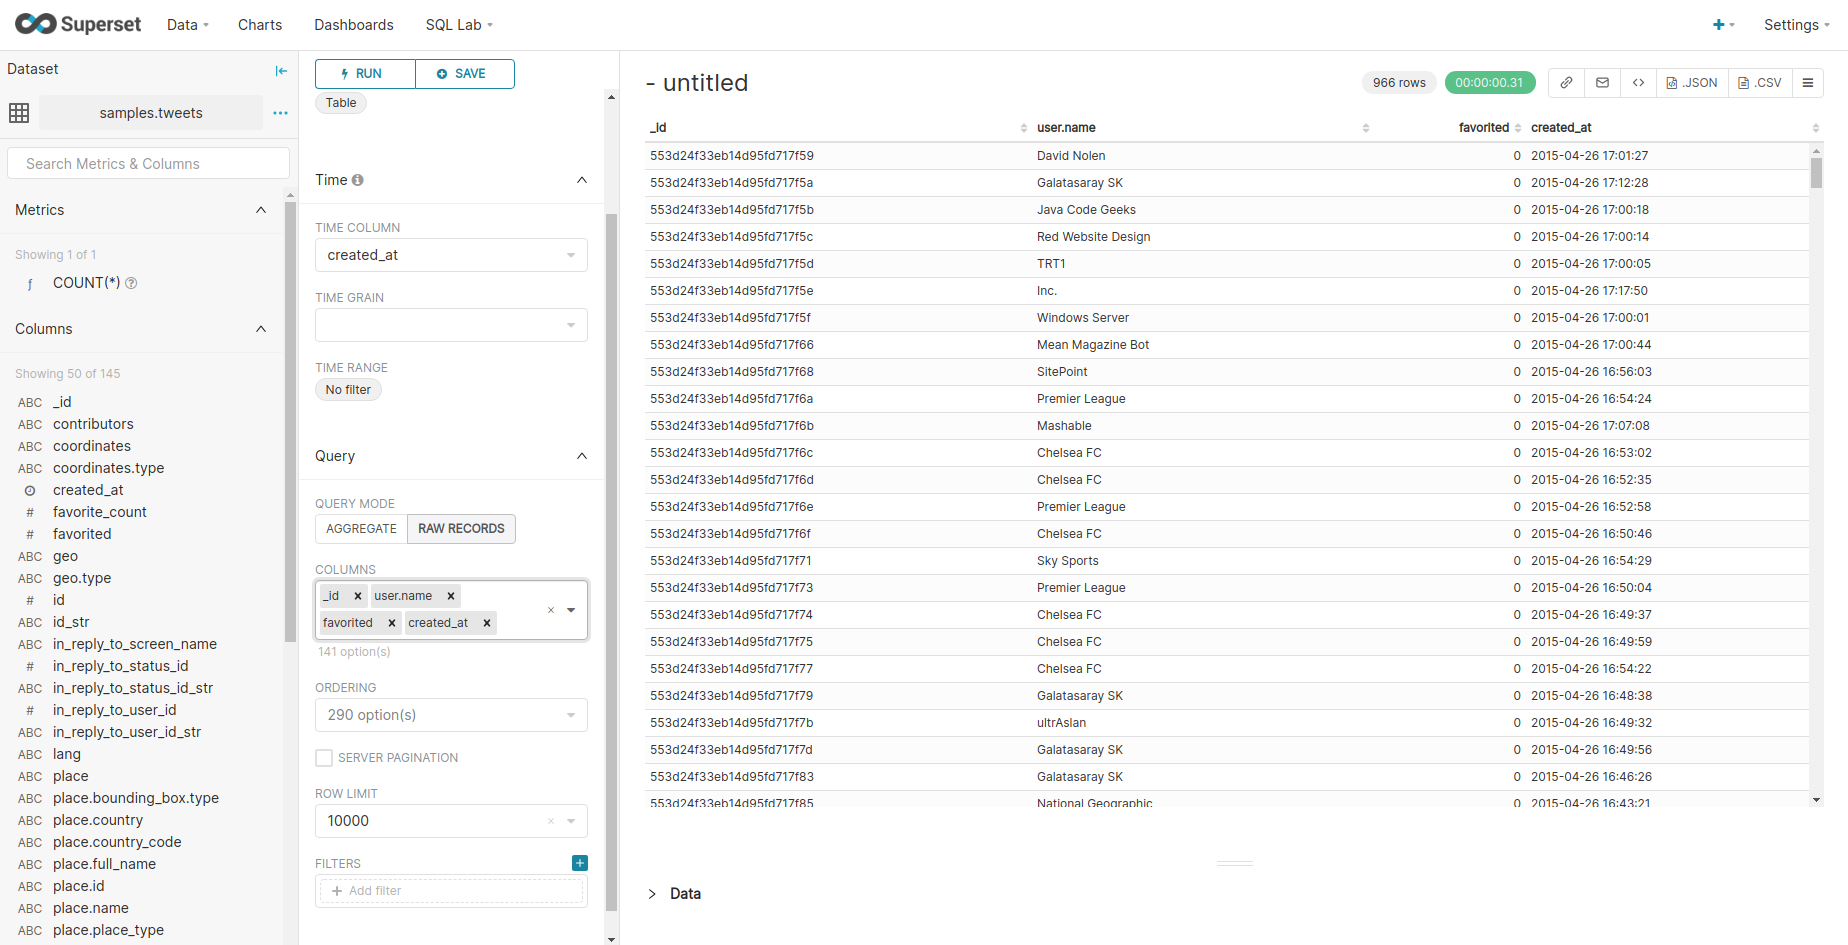 Superset Data Charts Dashboards SQL Lab + Settings
Dataset
samples.tweets
Search Metrics & Columns
Metrics
Showing 1 of 1
ƒ COUNT(*)
Columns
Showing 50 of 145
ABC _id
ABC contributors
ABC coordinates
ABC coordinates.type
created_at
# favorite_count
# favorited
ABC geo
ABC geo.type
# id
ABC id_str
ABC in_reply_to_screen_name
# in_reply_to_status_id
ABC in_reply_to_status_id_str
# in_reply_to_user_id
ABC in_reply_to_user_id_str
ABC lang
ABC place
ABC place.bounding_box.type
ABC place.country
ABC place.country_code
ABC place.full_name
ABC place.id
ABC place.name
ABC place.place_type
RUN SAVE
Table
Time
TIME COLUMN
created_at
TIME GRAIN
TIME RANGE
No filter
Query
QUERY MODE
AGGREGATE RAW RECORDS
COLUMNS
_id × user.name ×
favorited × created_at ×
141 option(s)
ORDERING
290 option(s)
SERVER PAGINATION
ROW LIMIT
10000
FILTERS
+ Add filter
- untitled 966 rows 00:00:00.31 .JSON .CSV
_id user.name favorited created_at
553d24f33eb14d95fd717f59 David Nolen 0 2015-04-26 17:01:27
553d24f33eb14d95fd717f5a Galatasaray SK 0 2015-04-26 17:12:28
553d24f33eb14d95fd717f5b Java Code Geeks 0 2015-04-26 17:00:18
553d24f33eb14d95fd717f5c Red Website Design 0 2015-04-26 17:00:14
553d24f33eb14d95fd717f5d TRT1 0 2015-04-26 17:00:05
553d24f33eb14d95fd717f5e Inc. 0 2015-04-26 17:17:50
553d24f33eb14d95fd717f5f Windows Server 0 2015-04-26 17:00:01
553d24f33eb14d95fd717f66 Mean Magazine Bot 0 2015-04-26 17:00:44
553d24f33eb14d95fd717f68 SitePoint 0 2015-04-26 16:56:03
553d24f33eb14d95fd717f6a Premier League 0 2015-04-26 16:54:24
553d24f33eb14d95fd717f6b Mashable 0 2015-04-26 17:07:08
553d24f33eb14d95fd717f6c Chelsea FC 0 2015-04-26 16:53:02
553d24f33eb14d95fd717f6d Chelsea FC 0 2015-04-26 16:52:35
553d24f33eb14d95fd717f6e Premier League 0 2015-04-26 16:52:58
553d24f33eb14d95fd717f6f Chelsea FC 0 2015-04-26 16:50:46
553d24f33eb14d95fd717f71 Sky Sports 0 2015-04-26 16:54:29
553d24f33eb14d95fd717f73 Premier League 0 2015-04-26 16:50:04
553d24f33eb14d95fd717f74 Chelsea FC 0 2015-04-26 16:49:37
553d24f33eb14d95fd717f75 Chelsea FC 0 2015-04-26 16:49:59
553d24f33eb14d95fd717f77 Chelsea FC 0 2015-04-26 16:54:22
553d24f33eb14d95fd717f79 Galatasaray SK 0 2015-04-26 16:48:38
553d24f33eb14d95fd717f7b ultrAslan 0 2015-04-26 16:49:32
553d24f33eb14d95fd717f7d Galatasaray SK 0 2015-04-26 16:49:56
553d24f33eb14d95fd717f83 Galatasaray SK 0 2015-04-26 16:46:26
553d24f33eb14d95fd717f85 National Geographic 0 2015-04-26 16:43:21
Data